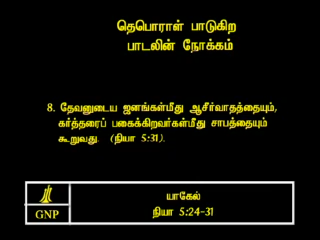 தெபொராள் பாடுகிற
பாடலின் நோக்கம்
8. தேவனுடைய ஜனங்கள்மீது ஆசீர்வாதத்தையும்,
கர்த்தரைப் பகைக்கிறவர்கள்மீது சாபத்தையும்
கூறுவது. (நியா 5:31).
யாகேல்
GNP
நியா 5:24-31